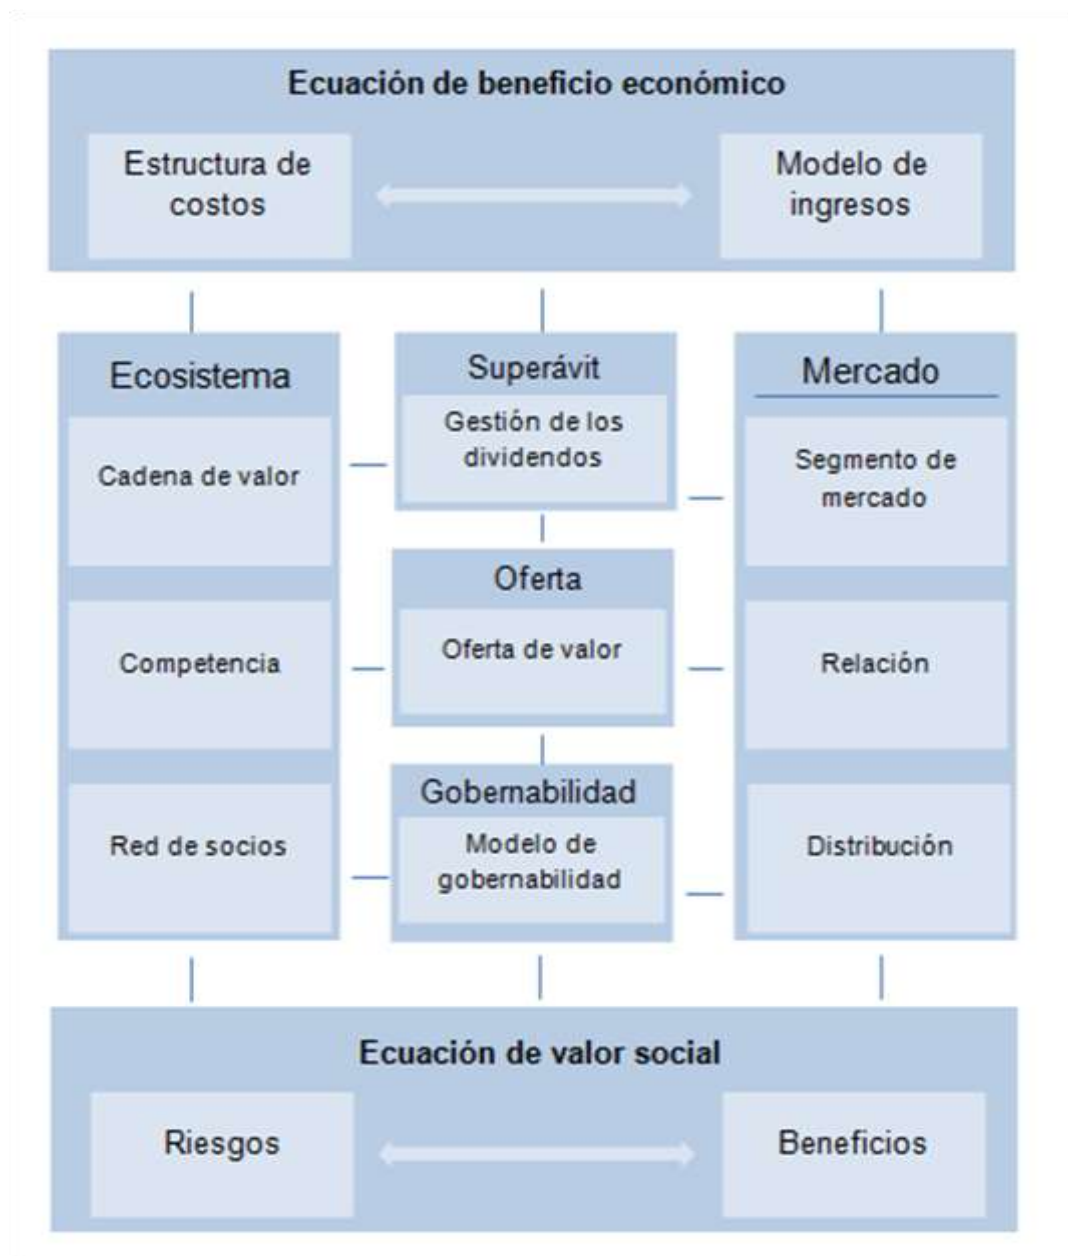 Ecuación de beneficio económico
Estructura de
costos
Modelo de
ingresos
Ecosistema
Cadena de valor
Competencia
Red de socios
Superávit
Gestión de los
dividendos
Oferta
Oferta de valor
Gobernabilidad
Modelo de
gobernabilidad
Mercado
Segmento de
mercado
Relación
Distribución
Ecuación de valor social
Riesgos
Beneficios